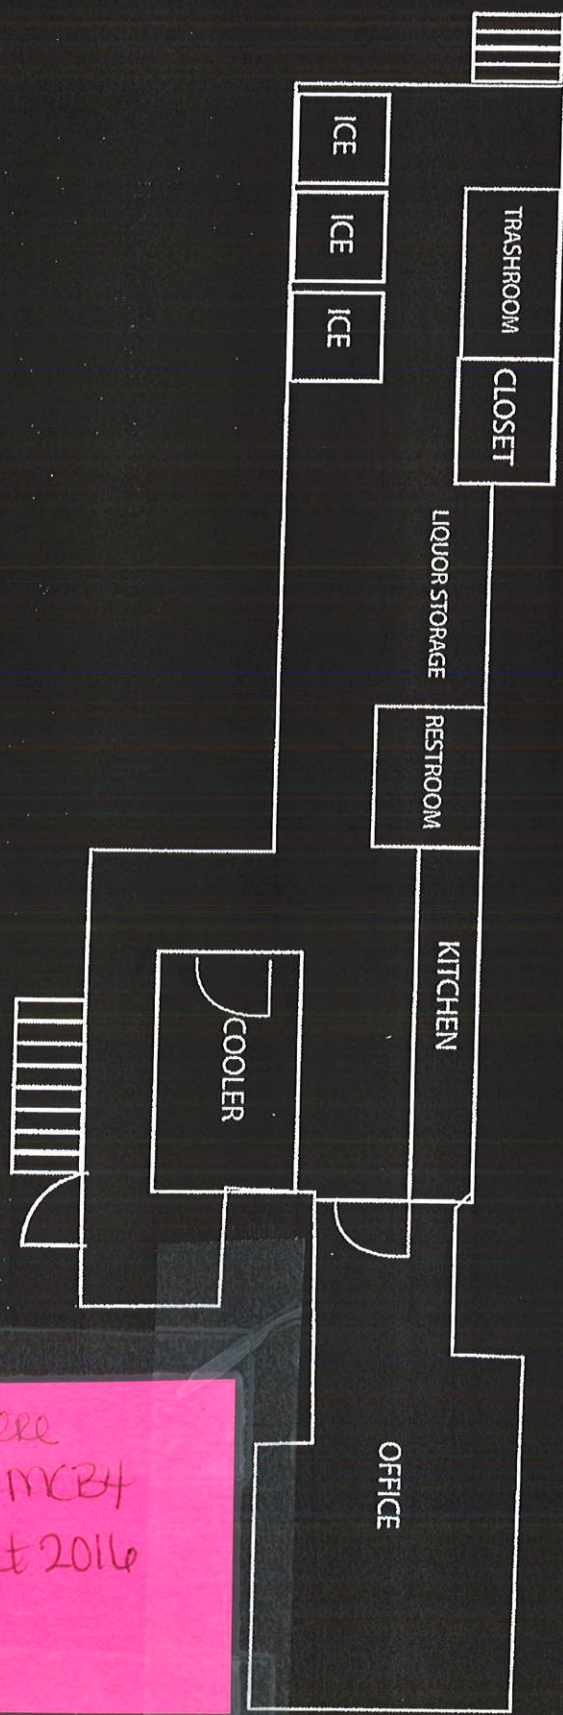 ICE
ICE
ICE
TRASHROOM
CLOSET
LIQUOR STORAGE
RESTROOM
KITCHEN
COOLER
OFFICE
MCB4
2016